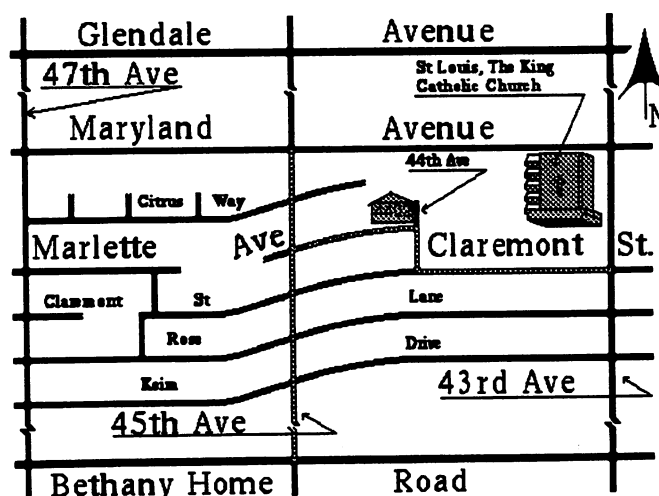 Glendale Avenue
47th Ave
St Louis, The King
Catholic Church
N
Maryland Avenue
44th Ave
Citrus Way
Marlette Ave Claremont St.
Claremont St Lane
Ross Drive
Keim
43rd Ave
45th Ave
Bethany Home Road